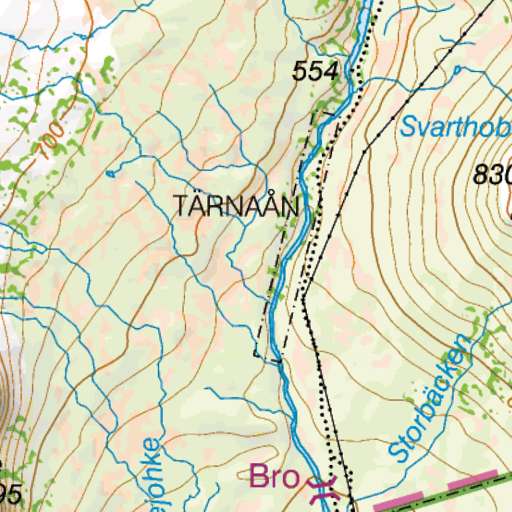 554
700
Svarthob
830
TÄRNAÅN
Storbäcken
ejohke
Bro
95